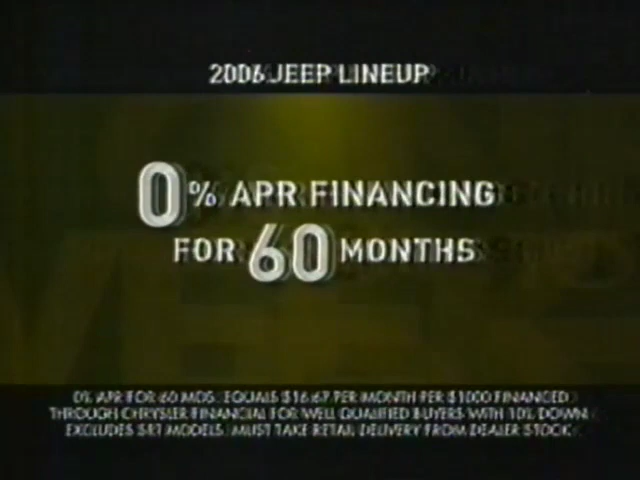 2006 JEEP LINEUP
0% APR FINANCING
FOR 60 MONTHS
0% APR FOR 60 MOS. EQUALS $16.67 PER MONTH PER $1000 FINANCED
THROUGH CHRYSLER FINANCIAL FOR WELL QUALIFIED BUYERS WITH 10% DOWN.
EXCLUDES SRT MODELS. MUST TAKE RETAIL DELIVERY FROM DEALER STOCK.